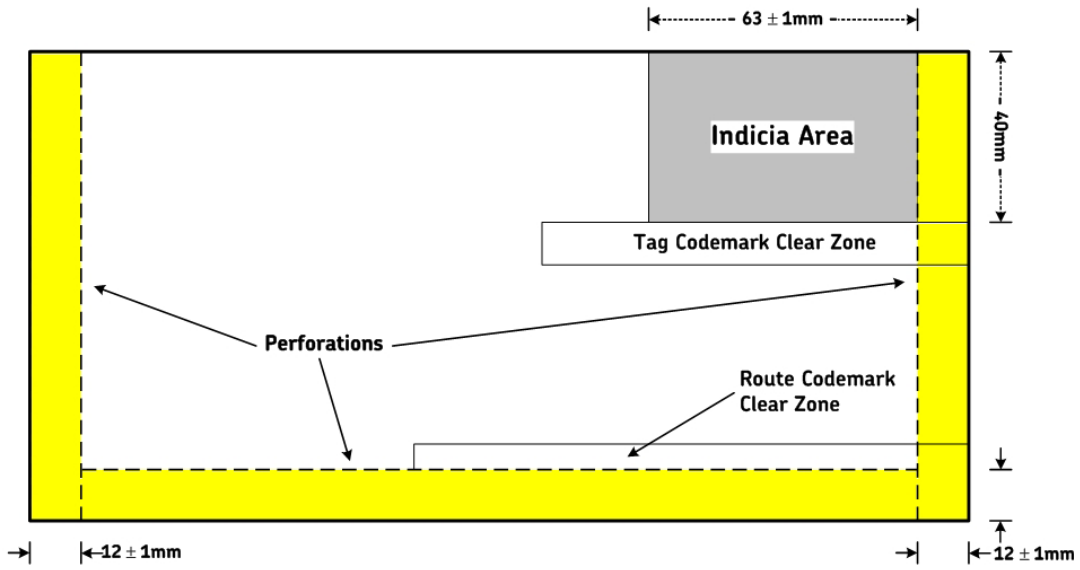 63 ± 1mm
Indicia Area
40mm
Tag Codemark Clear Zone
Perforations
Route Codemark
Clear Zone
12 ± 1mm
12 ± 1mm